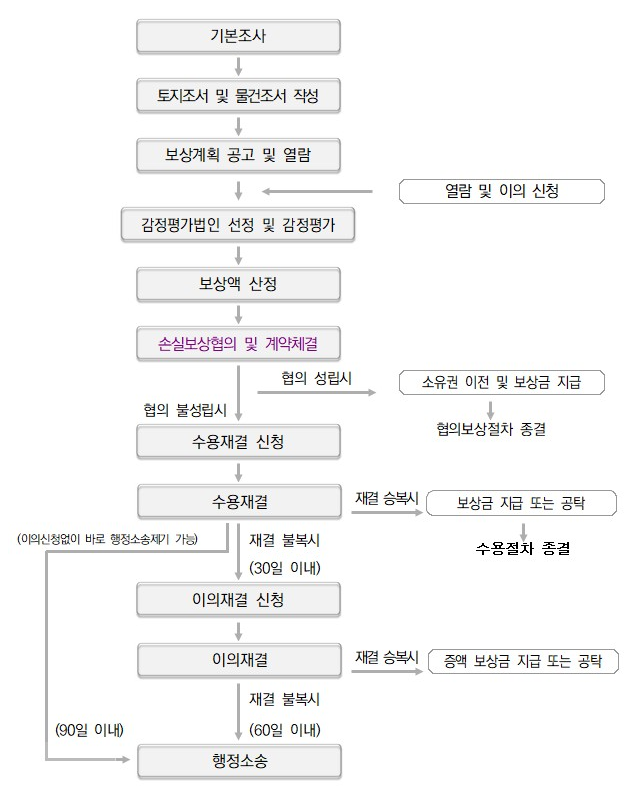 기본조사
토지조서 및 물건조서 작성
보상계획 공고 및 열람
열람 및 이의 신청
감정평가법인 선정 및 감정평가
보상액 산정
손실보상협의 및 계약체결
협의 성립시
소유권 이전 및 보상금 지급
협의 불성립시
협의보상절차 종결
수용재결 신청
수용재결
재결 승복시
보상금 지급 또는 공탁
(이의신청없이 바로 행정소송제기 가능)
재결 불복시
수용절차 종결
(30일 이내)
이의재결 신청
이의재결
재결 승복시
증액 보상금 지급 또는 공탁
재결 불복시
(90일 이내)
(60일 이내)
행정소송